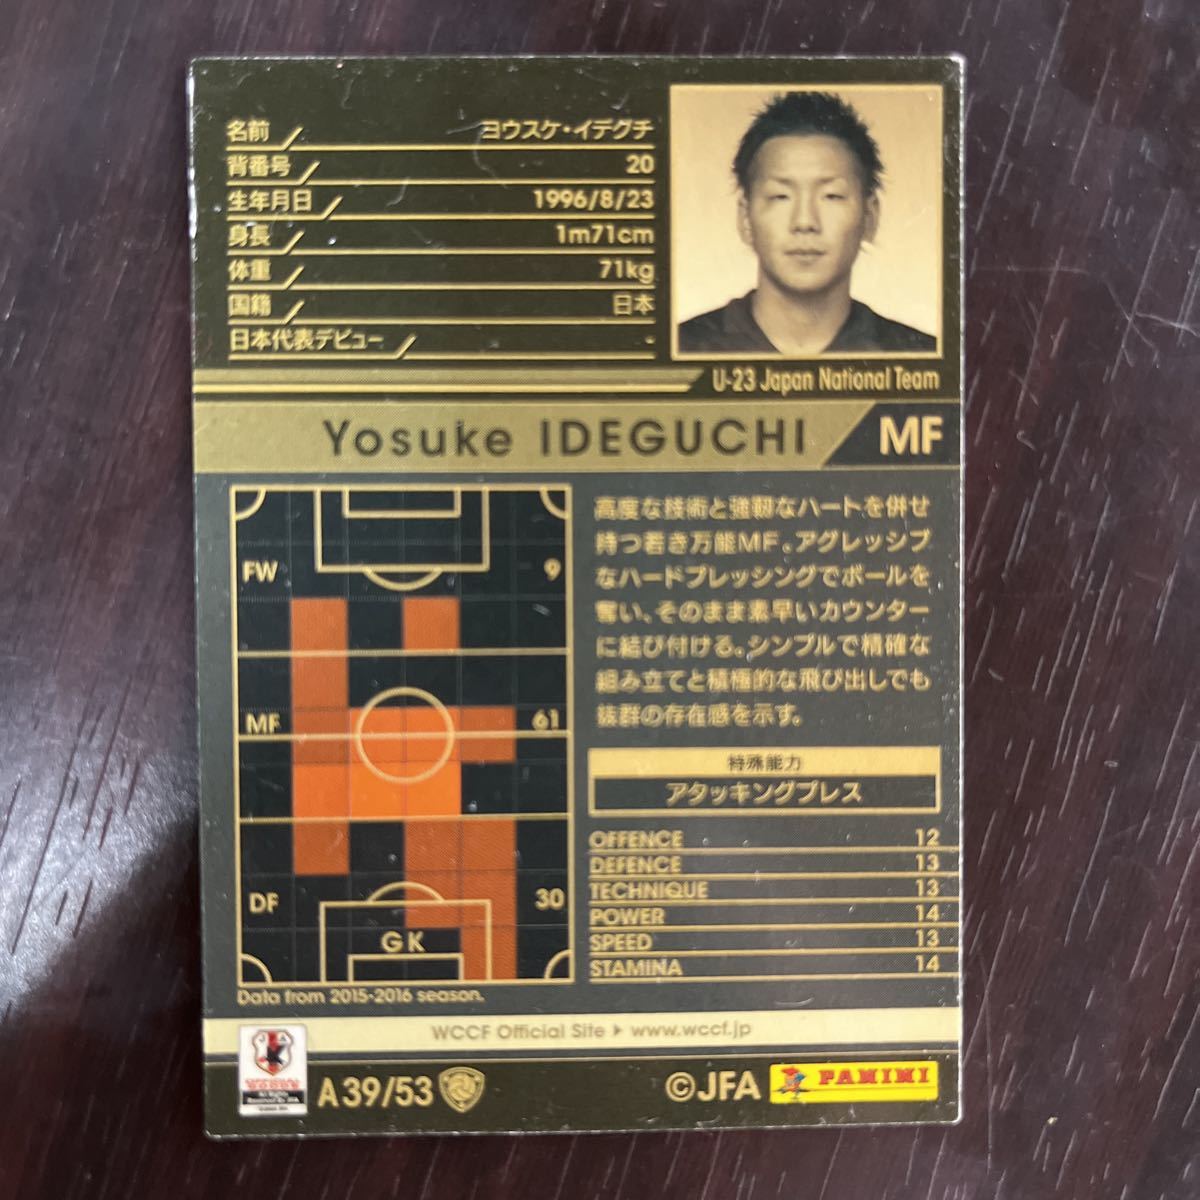 名前 ヨウスケ・イデグチ
背番号 20
生年月日 1996/8/23
身長 1m71cm
体重 71kg
国籍 日本
日本代表デビュー -
U-23 Japan National Team
Yosuke IDEGUCHI MF
FW 9
MF 61
DF 30
GK
Data from 2015-2016 season.
高度な技術と強靭なハートを併せ
持つ若き万能MF。アグレッシブ
なハードプレッシングでボールを
奪い、そのまま素早いカウンター
に結び付ける。シンプルで精確な
組み立てと積極的な飛び出しでも
抜群の存在感を示す。
特殊能力
アタッキングプレス
OFFENCE 12
DEFENCE 13
TECHNIQUE 13
POWER 14
SPEED 13
STAMINA 14
WCCF Official Site ▶ www.wccf.jp
A39/53
©JFA
PANINI